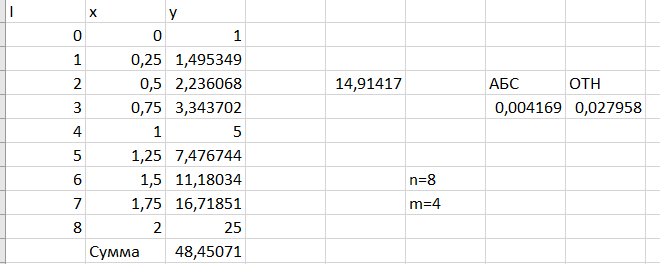 I x y
0 0 1
1 0,25 1,495349
2 0,5 2,236068 14,91417 АБС ОТН
3 0,75 3,343702 0,004169 0,027958
4 1 5
5 1,25 7,476744
6 1,5 11,18034 n=8
7 1,75 16,71851 m=4
8 2 25
Сумма 48,45071